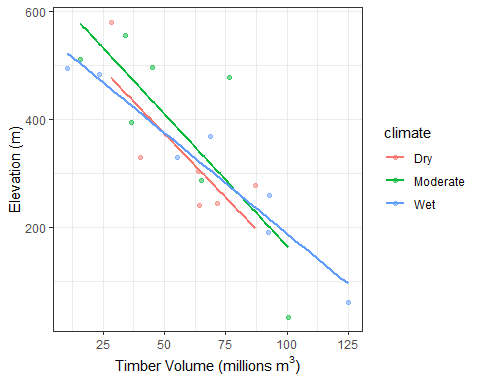 600
400
200
Elevation (m)
25
50
75
100
125
Timber Volume (millions m³)
climate
Dry
Moderate
Wet